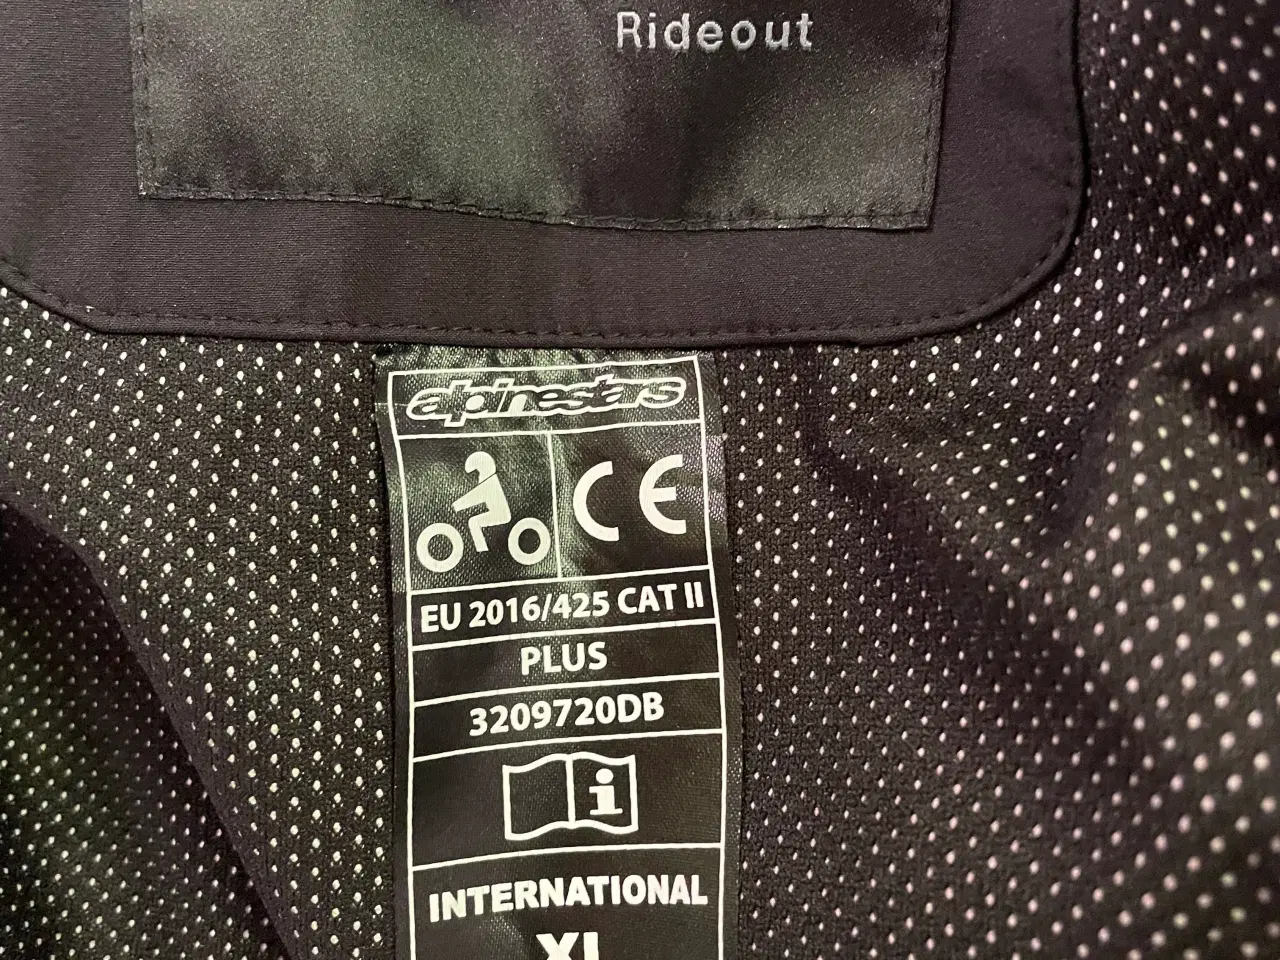 Rideout
alpinestars
CE
EU 2016/425 CAT II
PLUS
3209720DB
i
INTERNATIONAL
XL